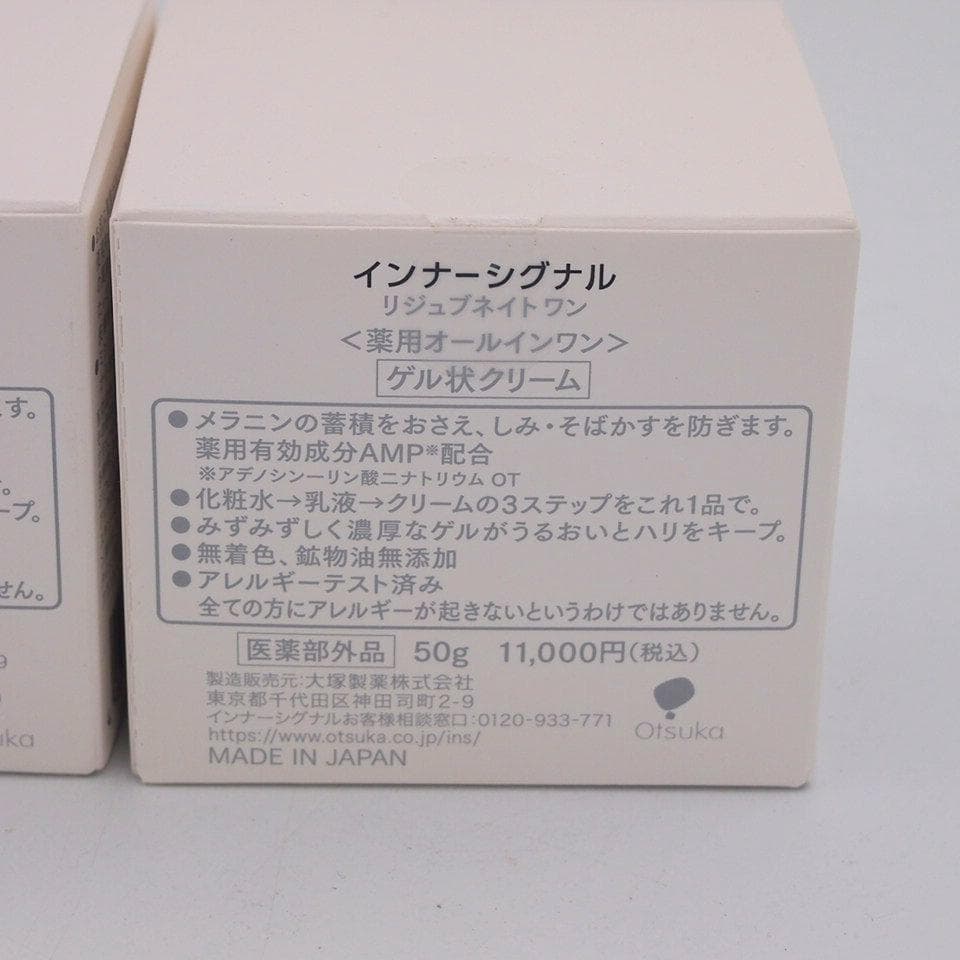 インナーシグナル
リジュブネイトワン
＜薬用オールインワン＞
ゲル状クリーム
●メラニンの蓄積をおさえ、しみ・そばかすを防ぎます。
薬用有効成分AMP※配合
※アデノシン一リン酸二ナトリウム OT
●化粧水→乳液→クリームの3ステップをこれ1品で。
●みずみずしく濃厚なゲルがうるおいとハリをキープ。
●無着色、鉱物油無添加
●アレルギーテスト済み
全ての方にアレルギーが起きないというわけではありません。
医薬部外品 50g 11,000円(税込)
製造販売元:大塚製薬株式会社
東京都千代田区神田司町2-9
インナーシグナルお客様相談窓口:0120-933-771
https://www.otsuka.co.jp/ins/
MADE IN JAPAN
Otsuka
ます。
ープ。
せん。
uka